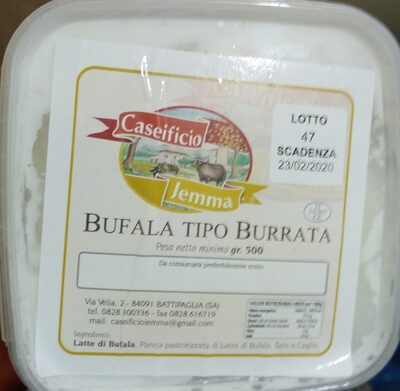 Caseificio
Jemma
LOTTO
47
SCADENZA
23/02/2020
BUFALA TIPO BURRATA
Peso netto minimo gr. 500
Da consumarsi preferibilmente entro:
Via Velia, 2 - 84091 BATTIPAGLIA (SA)
tel. 0828.300336 - fax 0828.616719
mail: caseificiojemma@gmail.com
Ingredienti:
Latte di Bufala, Panna pastorizzata di Latte di Bufala, Sale e Caglio.